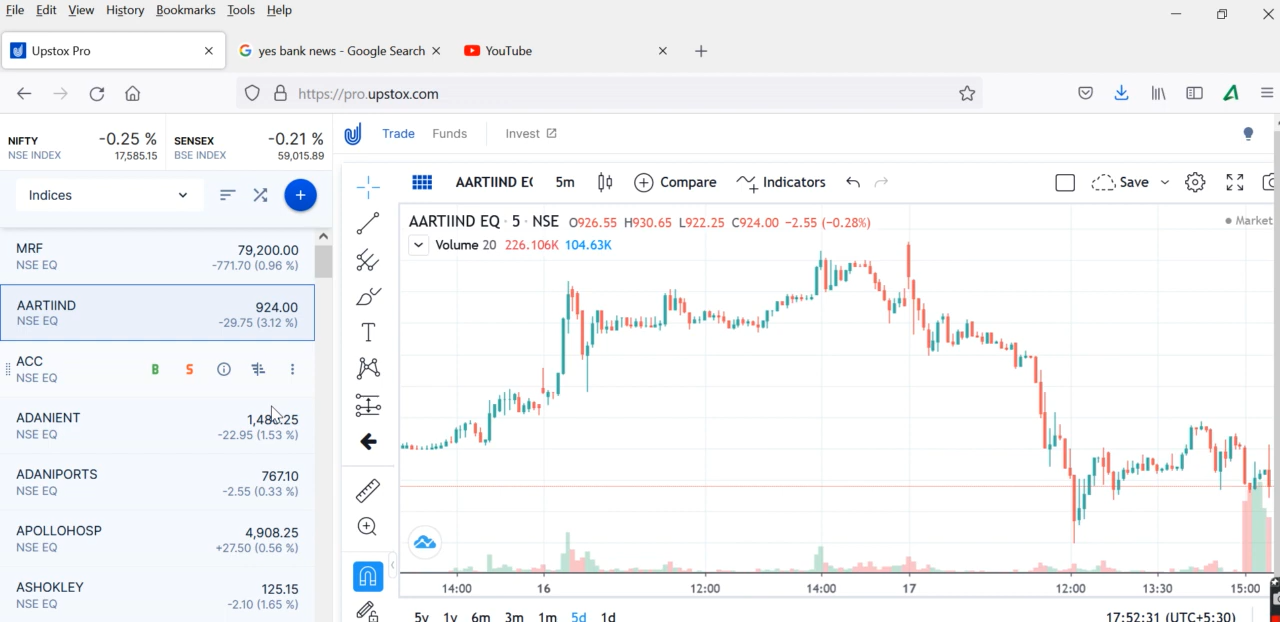 File Edit View History Bookmarks Tools Help
Upstox Pro
yes bank news - Google Search
YouTube
https://pro.upstox.com
NIFTY -0.25 %
NSE INDEX 17,585.15
SENSEX -0.21 %
BSE INDEX 59,015.89
Trade Funds Invest
Indices
AARTIIND E 5m Compare Indicators Save
AARTIIND EQ · 5 · NSE O926.55 H930.65 L922.25 C924.00 -2.55 (-0.28%)
Market
Volume 20 226.106K 104.63K
MRF 79,200.00
NSE EQ -771.70 (0.96 %)
AARTIIND 924.00
NSE EQ -29.75 (3.12 %)
ACC
NSE EQ
B S
ADANIENT
NSE EQ -22.95 (1.53 %)
ADANIPORTS 767.10
NSE EQ -2.55 (0.33 %)
APOLLOHOSP 4,908.25
NSE EQ +27.50 (0.56 %)
ASHOKLEY 125.15
NSE EQ -2.10 (1.65 %)
14:00 16 12:00 14:00 17 12:00 13:30 15:00
5y 1y 6m 3m 1m 5d 1d
17:52:31 (UTC+5:30)